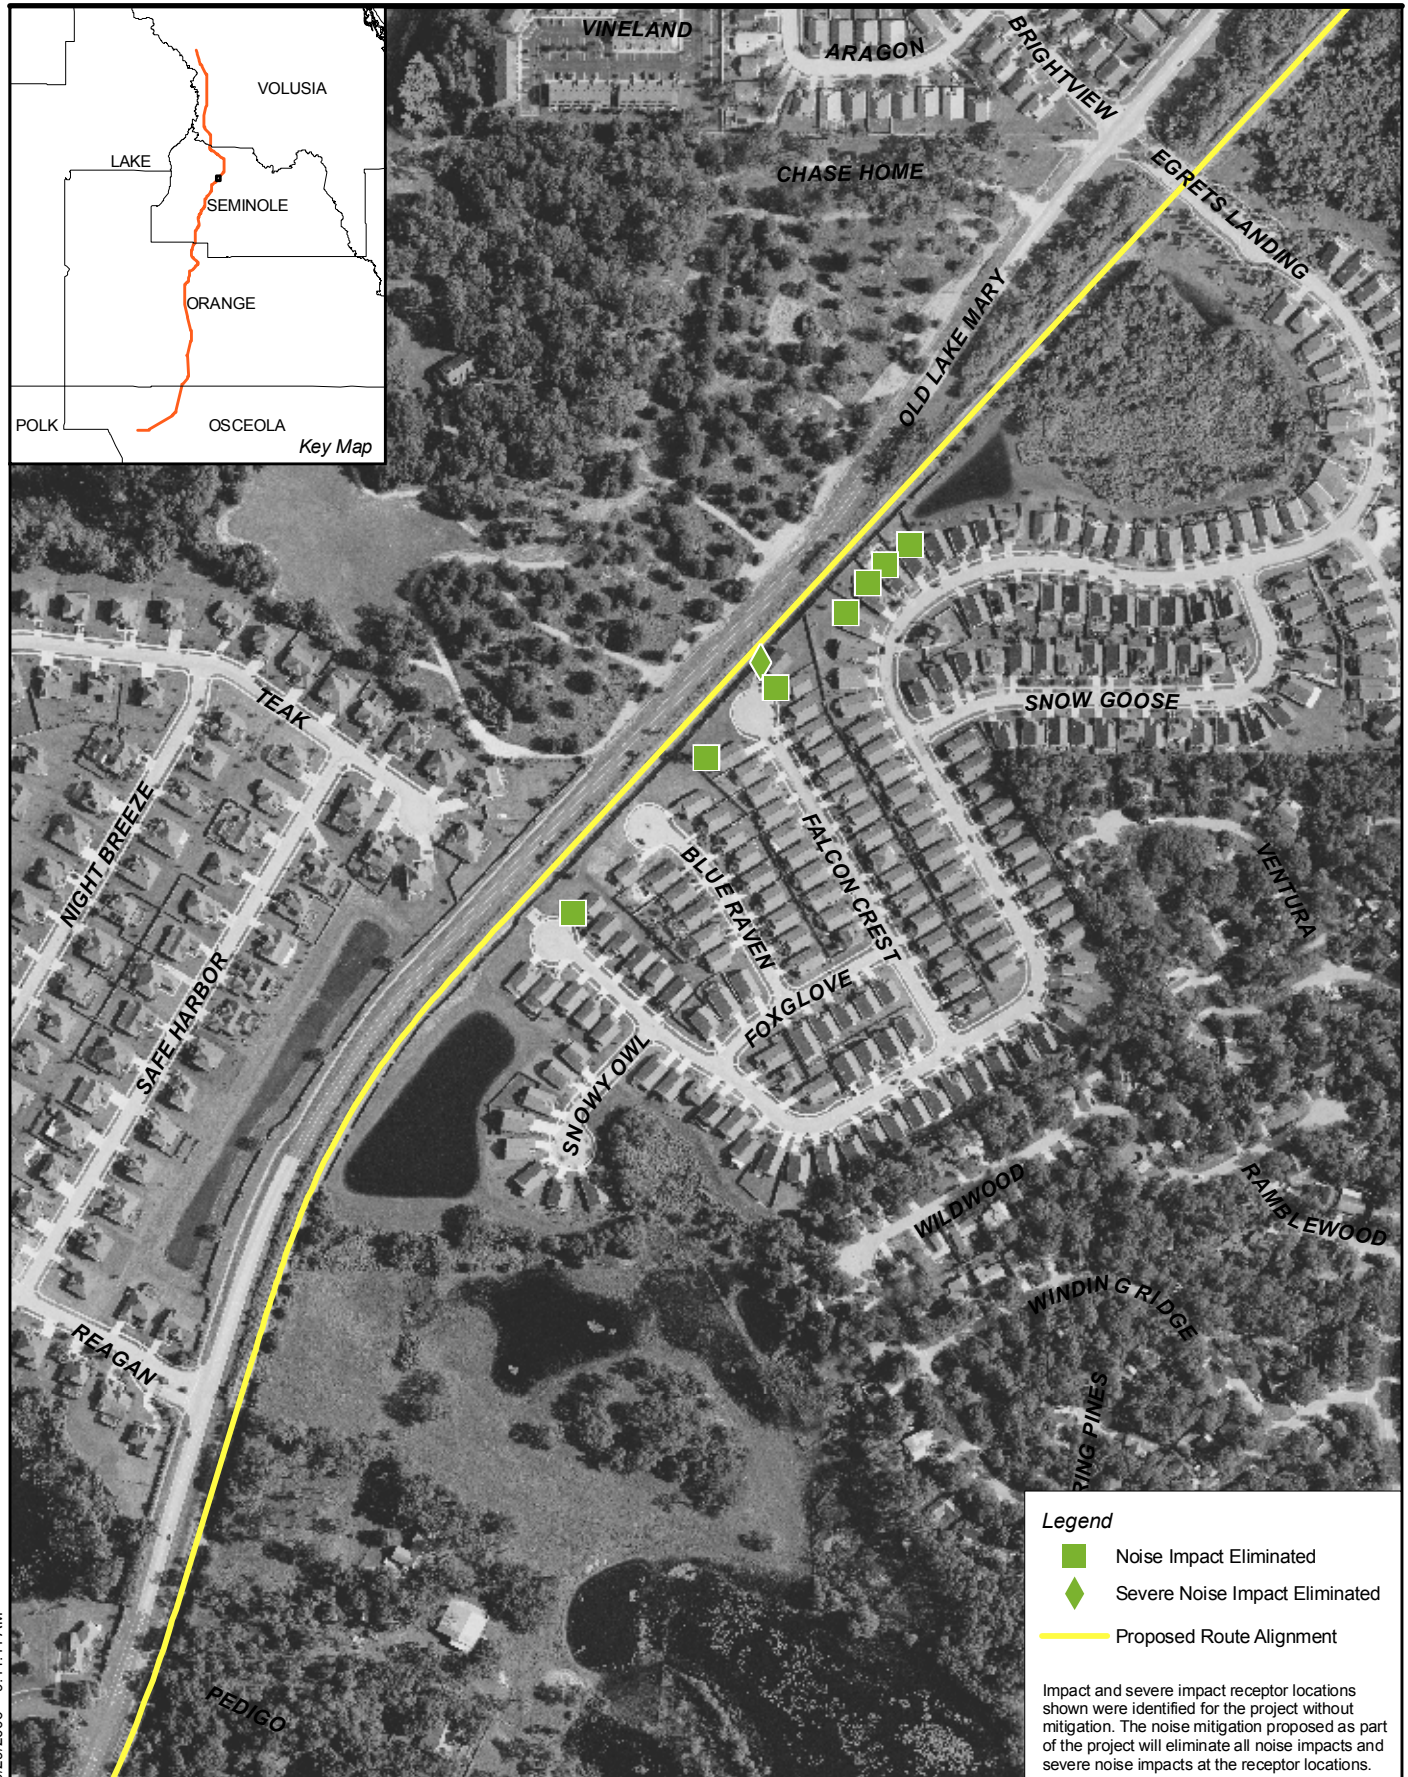 VOLUSIA
LAKE
SEMINOLE
ORANGE
POLK
OSCEOLA
Key Map
VINELAND
ARAGON
BRIGHTVIEW
CHASE HOME
EGRETS LANDING
OLD LAKE MARY
SNOW GOOSE
TEAK
NIGHT BREEZE
SAFE HARBOR
FALCON CREST
BLUE RAVEN
FOXGLOVE
SNOWY OWL
VENTURA
WILDWOOD
RAMBLEWOOD
WINDING RIDGE
RING PINES
REAGAN
PEDIGO
Legend
Noise Impact Eliminated
Severe Noise Impact Eliminated
Proposed Route Alignment
Impact and severe impact receptor locations
shown were identified for the project without
mitigation. The noise mitigation proposed as part
of the project will eliminate all noise impacts and
severe noise impacts at the receptor locations.